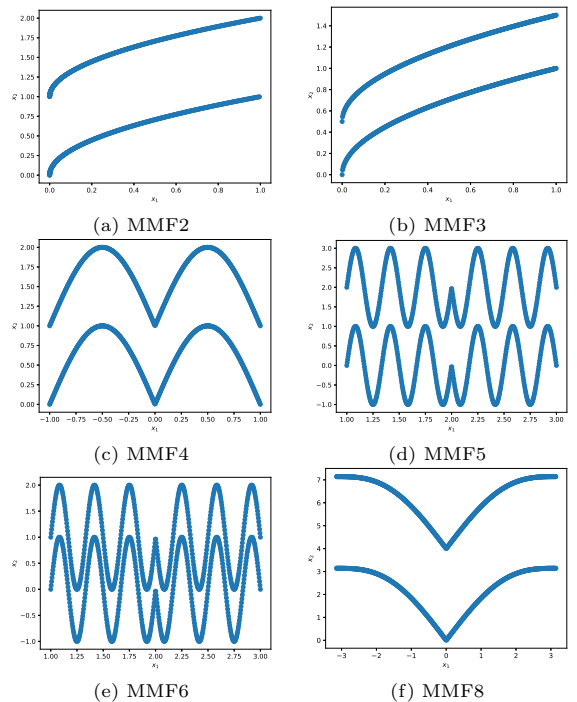 2.00
1.75
1.50
1.25
1.00
0.75
0.50
0.25
0.00
x2
0.0 0.2 0.4 0.6 0.8 1.0
x1
(a) MMF2
1.4
1.2
1.0
0.8
0.6
0.4
0.2
0.0
x2
0.0 0.2 0.4 0.6 0.8 1.0
x1
(b) MMF3
2.00
1.75
1.50
1.25
1.00
0.75
0.50
0.25
0.00
x2
−1.00 −0.75 −0.50 −0.25 0.00 0.25 0.50 0.75 1.00
x1
(c) MMF4
3.0
2.5
2.0
1.5
1.0
0.5
0.0
−0.5
−1.0
x2
1.00 1.25 1.50 1.75 2.00 2.25 2.50 2.75 3.00
x1
(d) MMF5
2.0
1.5
1.0
0.5
0.0
−0.5
−1.0
x2
1.00 1.25 1.50 1.75 2.00 2.25 2.50 2.75 3.00
x1
(e) MMF6
7
6
5
4
3
2
1
0
x2
−3 −2 −1 0 1 2 3
x1
(f) MMF8